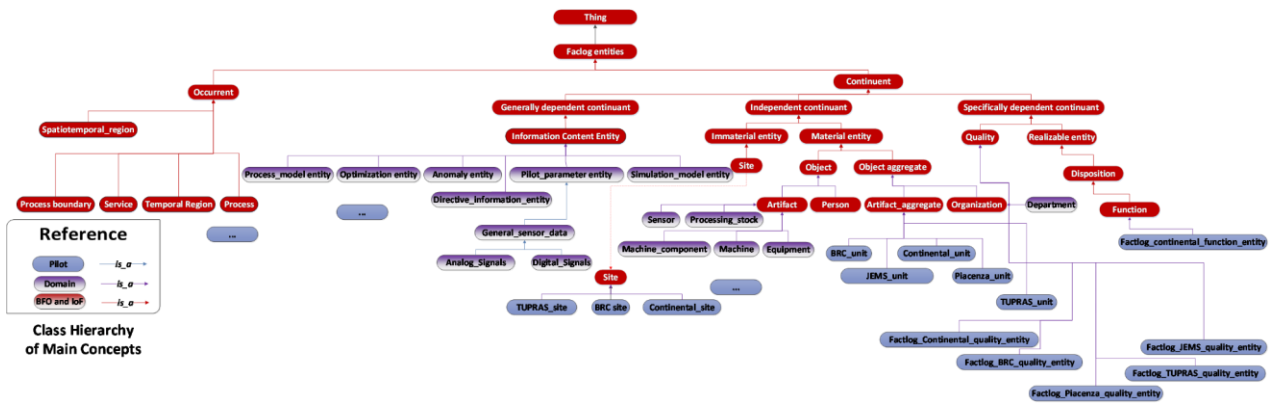 Thing
Faclog entities
Continuent
Occurrent
Generally dependent continuant
Independent continuant
Specifically dependent continuant
Spatiotemporal_region
Information Content Entity
Immaterial entity
Material entity
Quality
Realizable entity
Site
Object
Object aggregate
Process_model entity
Optimization entity
Anomaly entity
Pilot_parameter entity
Simulation_model entity
Disposition
Directive_Information_entity
Process boundary
Service
Temporal Region
Process
Artifact
Person
Artifact_aggregate
Organization
Department
Function
...
...
Sensor
Processing_stock
General_sensor_data
Factlog_continental_function_entity
Machine_component
Machine
Equipment
BRC_unit
Continental_unit
Analog_Signals
Digital_Signals
JEMS_unit
Piacenza_unit
Site
...
TUPRAS_unit
TUPRAS_site
BRC site
Continental_site
Factlog_Continental_quality_entity
Factlog_JEMS_quality_entity
Factlog_BRC_quality_entity
Factlog_TUPRAS_quality_entity
Factlog_Piacenza_quality_entity
Reference
Pilot
is_a
Domain
is_a
BFO and IoF
is_a
Class Hierarchy
of Main Concepts